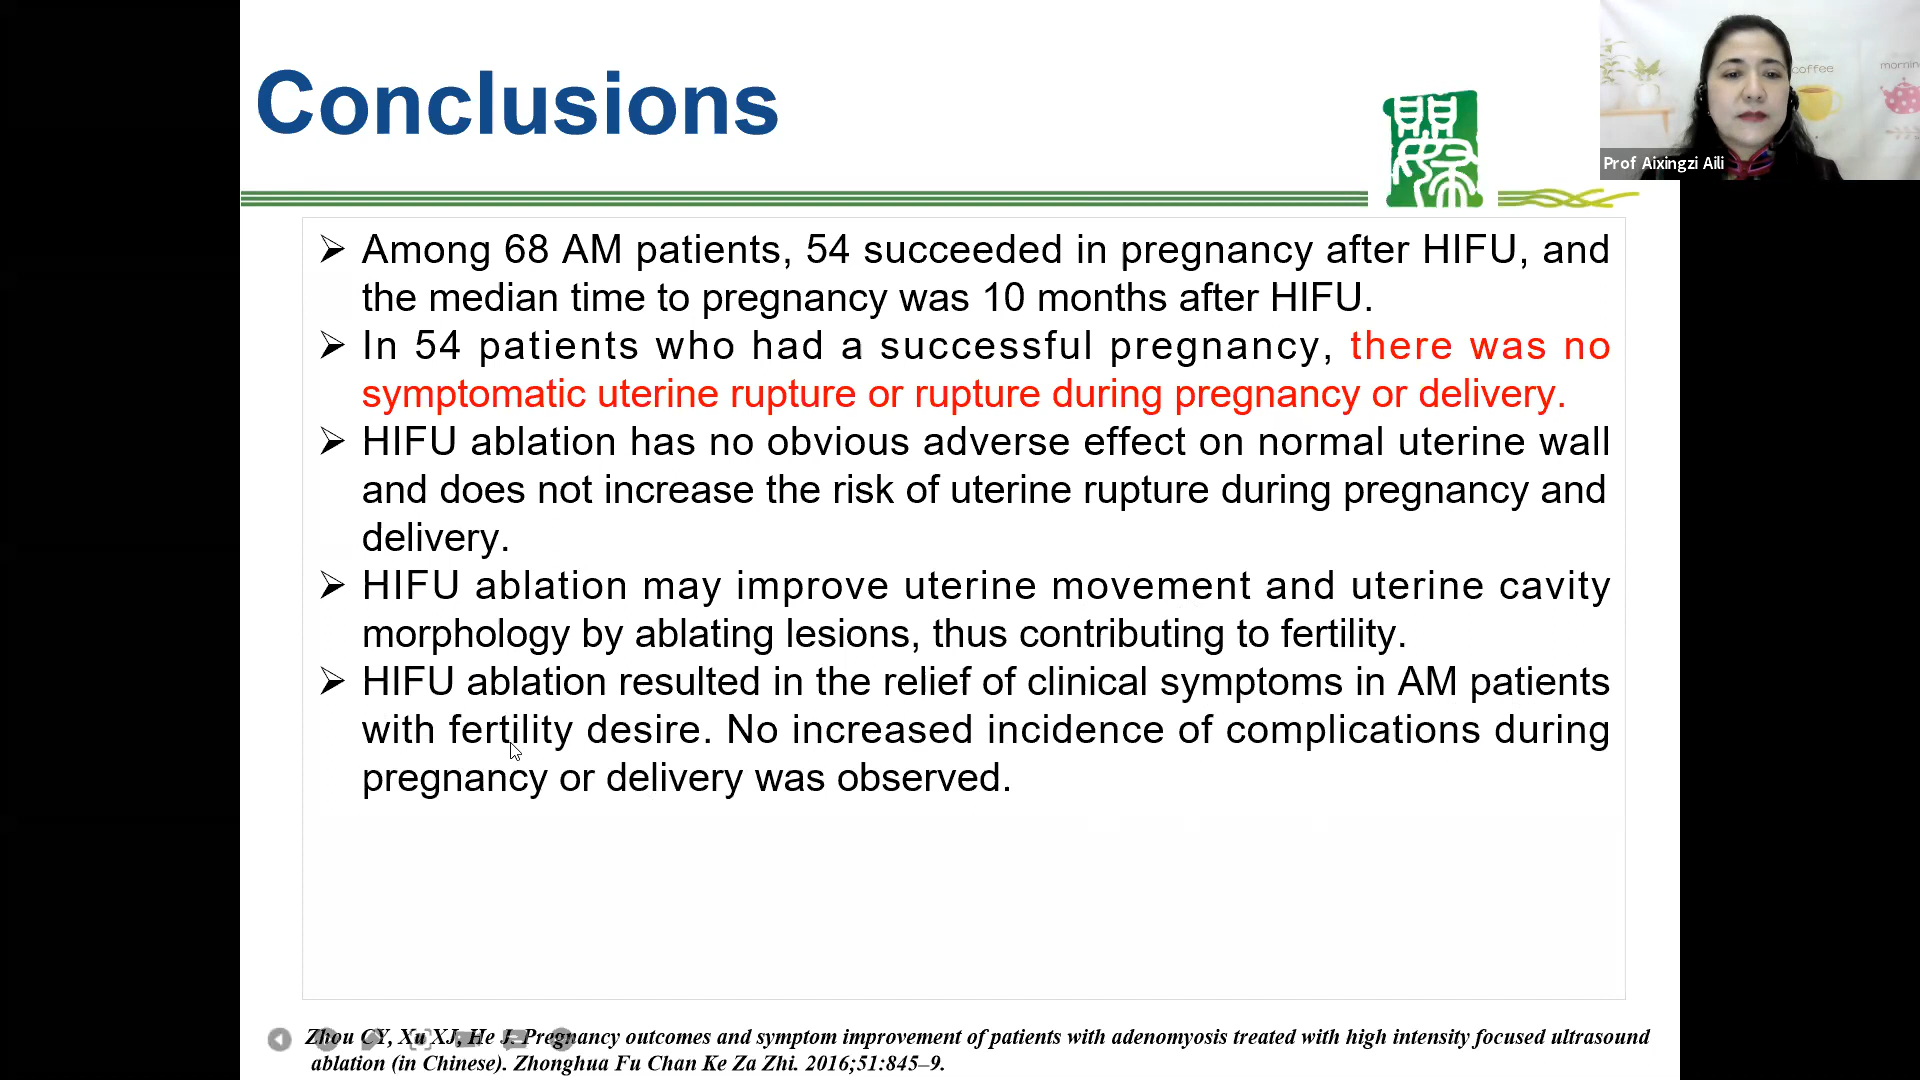 Conclusions
coffee
mornin
Prof Aixingzi Aili
➢ Among 68 AM patients, 54 succeeded in pregnancy after HIFU, and
the median time to pregnancy was 10 months after HIFU.
➢ In 54 patients who had a successful pregnancy, there was no
symptomatic uterine rupture or rupture during pregnancy or delivery.
➢ HIFU ablation has no obvious adverse effect on normal uterine wall
and does not increase the risk of uterine rupture during pregnancy and
delivery.
➢ HIFU ablation may improve uterine movement and uterine cavity
morphology by ablating lesions, thus contributing to fertility.
➢ HIFU ablation resulted in the relief of clinical symptoms in AM patients
with fertility desire. No increased incidence of complications during
pregnancy or delivery was observed.
Zhou CY, Xu XJ, He J. Pregnancy outcomes and symptom improvement of patients with adenomyosis treated with high intensity focused ultrasound
ablation (in Chinese). Zhonghua Fu Chan Ke Za Zhi. 2016;51:845–9.